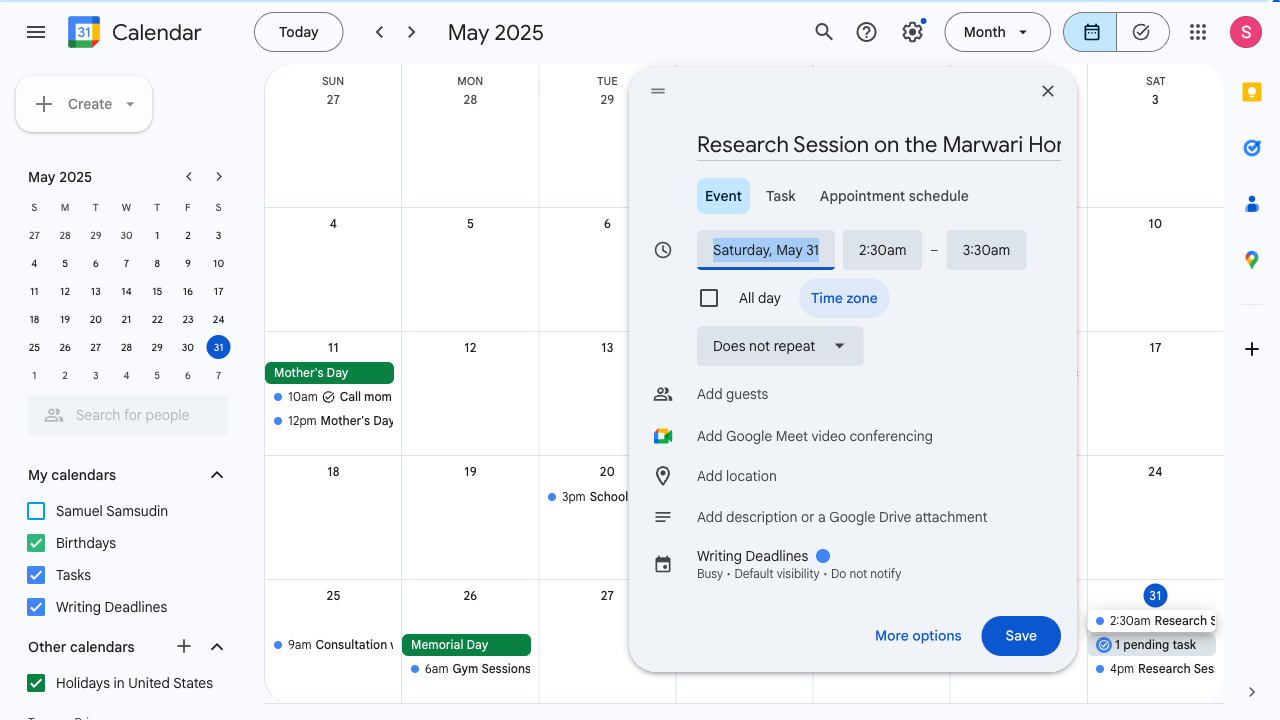 31
Calendar
Today
May 2025
Month
S
Create
May 2025
S M T W T F S
27 28 29 30 1 2 3
4 5 6 7 8 9 10
11 12 13 14 15 16 17
18 19 20 21 22 23 24
25 26 27 28 29 30 31
1 2 3 4 5 6 7
Search for people
My calendars
Samuel Samsudin
Birthdays
Tasks
Writing Deadlines
Other calendars
Holidays in United States
SUN MON TUE SAT
27 28 29 3
4 5 6 10
11 12 13 17
Mother's Day
10am Call mom
12pm Mother's Day
18 19 20 24
3pm School
25 26 27 31
9am Consultation
Memorial Day
6am Gym Sessions
2:30am Research S
1 pending task
4pm Research Ses
Research Session on the Marwari Hor
Event Task Appointment schedule
Saturday, May 31 2:30am – 3:30am
All day Time zone
Does not repeat
Add guests
Add Google Meet video conferencing
Add location
Add description or a Google Drive attachment
Writing Deadlines
Busy • Default visibility • Do not notify
More options Save